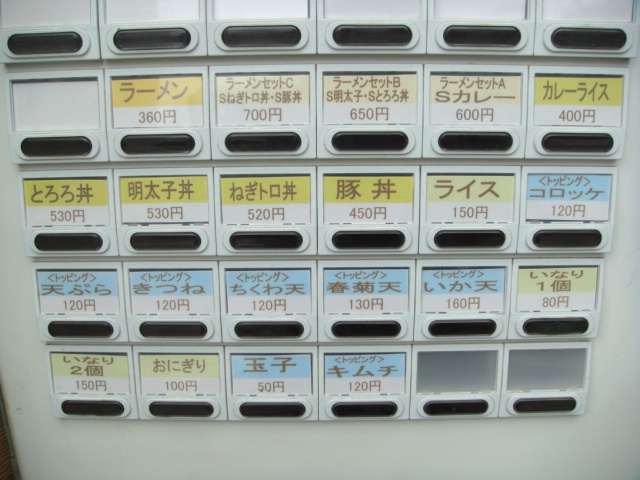 ラーメン
360円
ラーメンセットC
Sねぎトロ丼・S豚丼
700円
ラーメンセットB
S明太子・Sとろろ丼
650円
ラーメンセットA
Sカレー
600円
カレーライス
400円
とろろ丼
530円
明太子丼
530円
ねぎトロ丼
520円
豚丼
450円
ライス
150円
<トッピング>
コロッケ
120円
<トッピング>
天ぷら
120円
<トッピング>
きつね
120円
<トッピング>
ちくわ天
120円
<トッピング>
春菊天
130円
<トッピング>
いか天
160円
いなり
1個
80円
いなり
2個
150円
おにぎり
100円
玉子
50円
<トッピング>
キムチ
120円